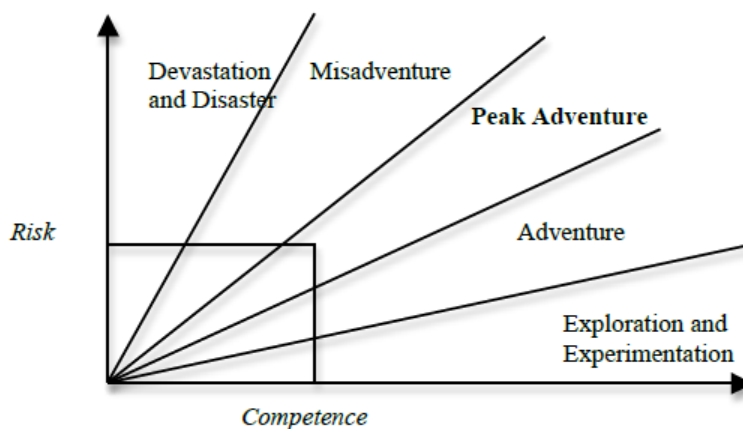 Devastation
and Disaster
Misadventure
Peak Adventure
Risk
Adventure
Exploration and
Experimentation
Competence